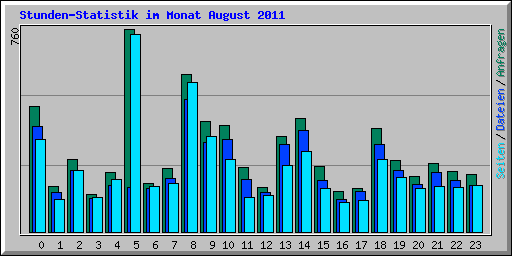 Stunden-Statistik im Monat August 2011
760
Seiten / Dateien / Anfragen
0 1 2 3 4 5 6 7 8 9 10 11 12 13 14 15 16 17 18 19 20 21 22 23